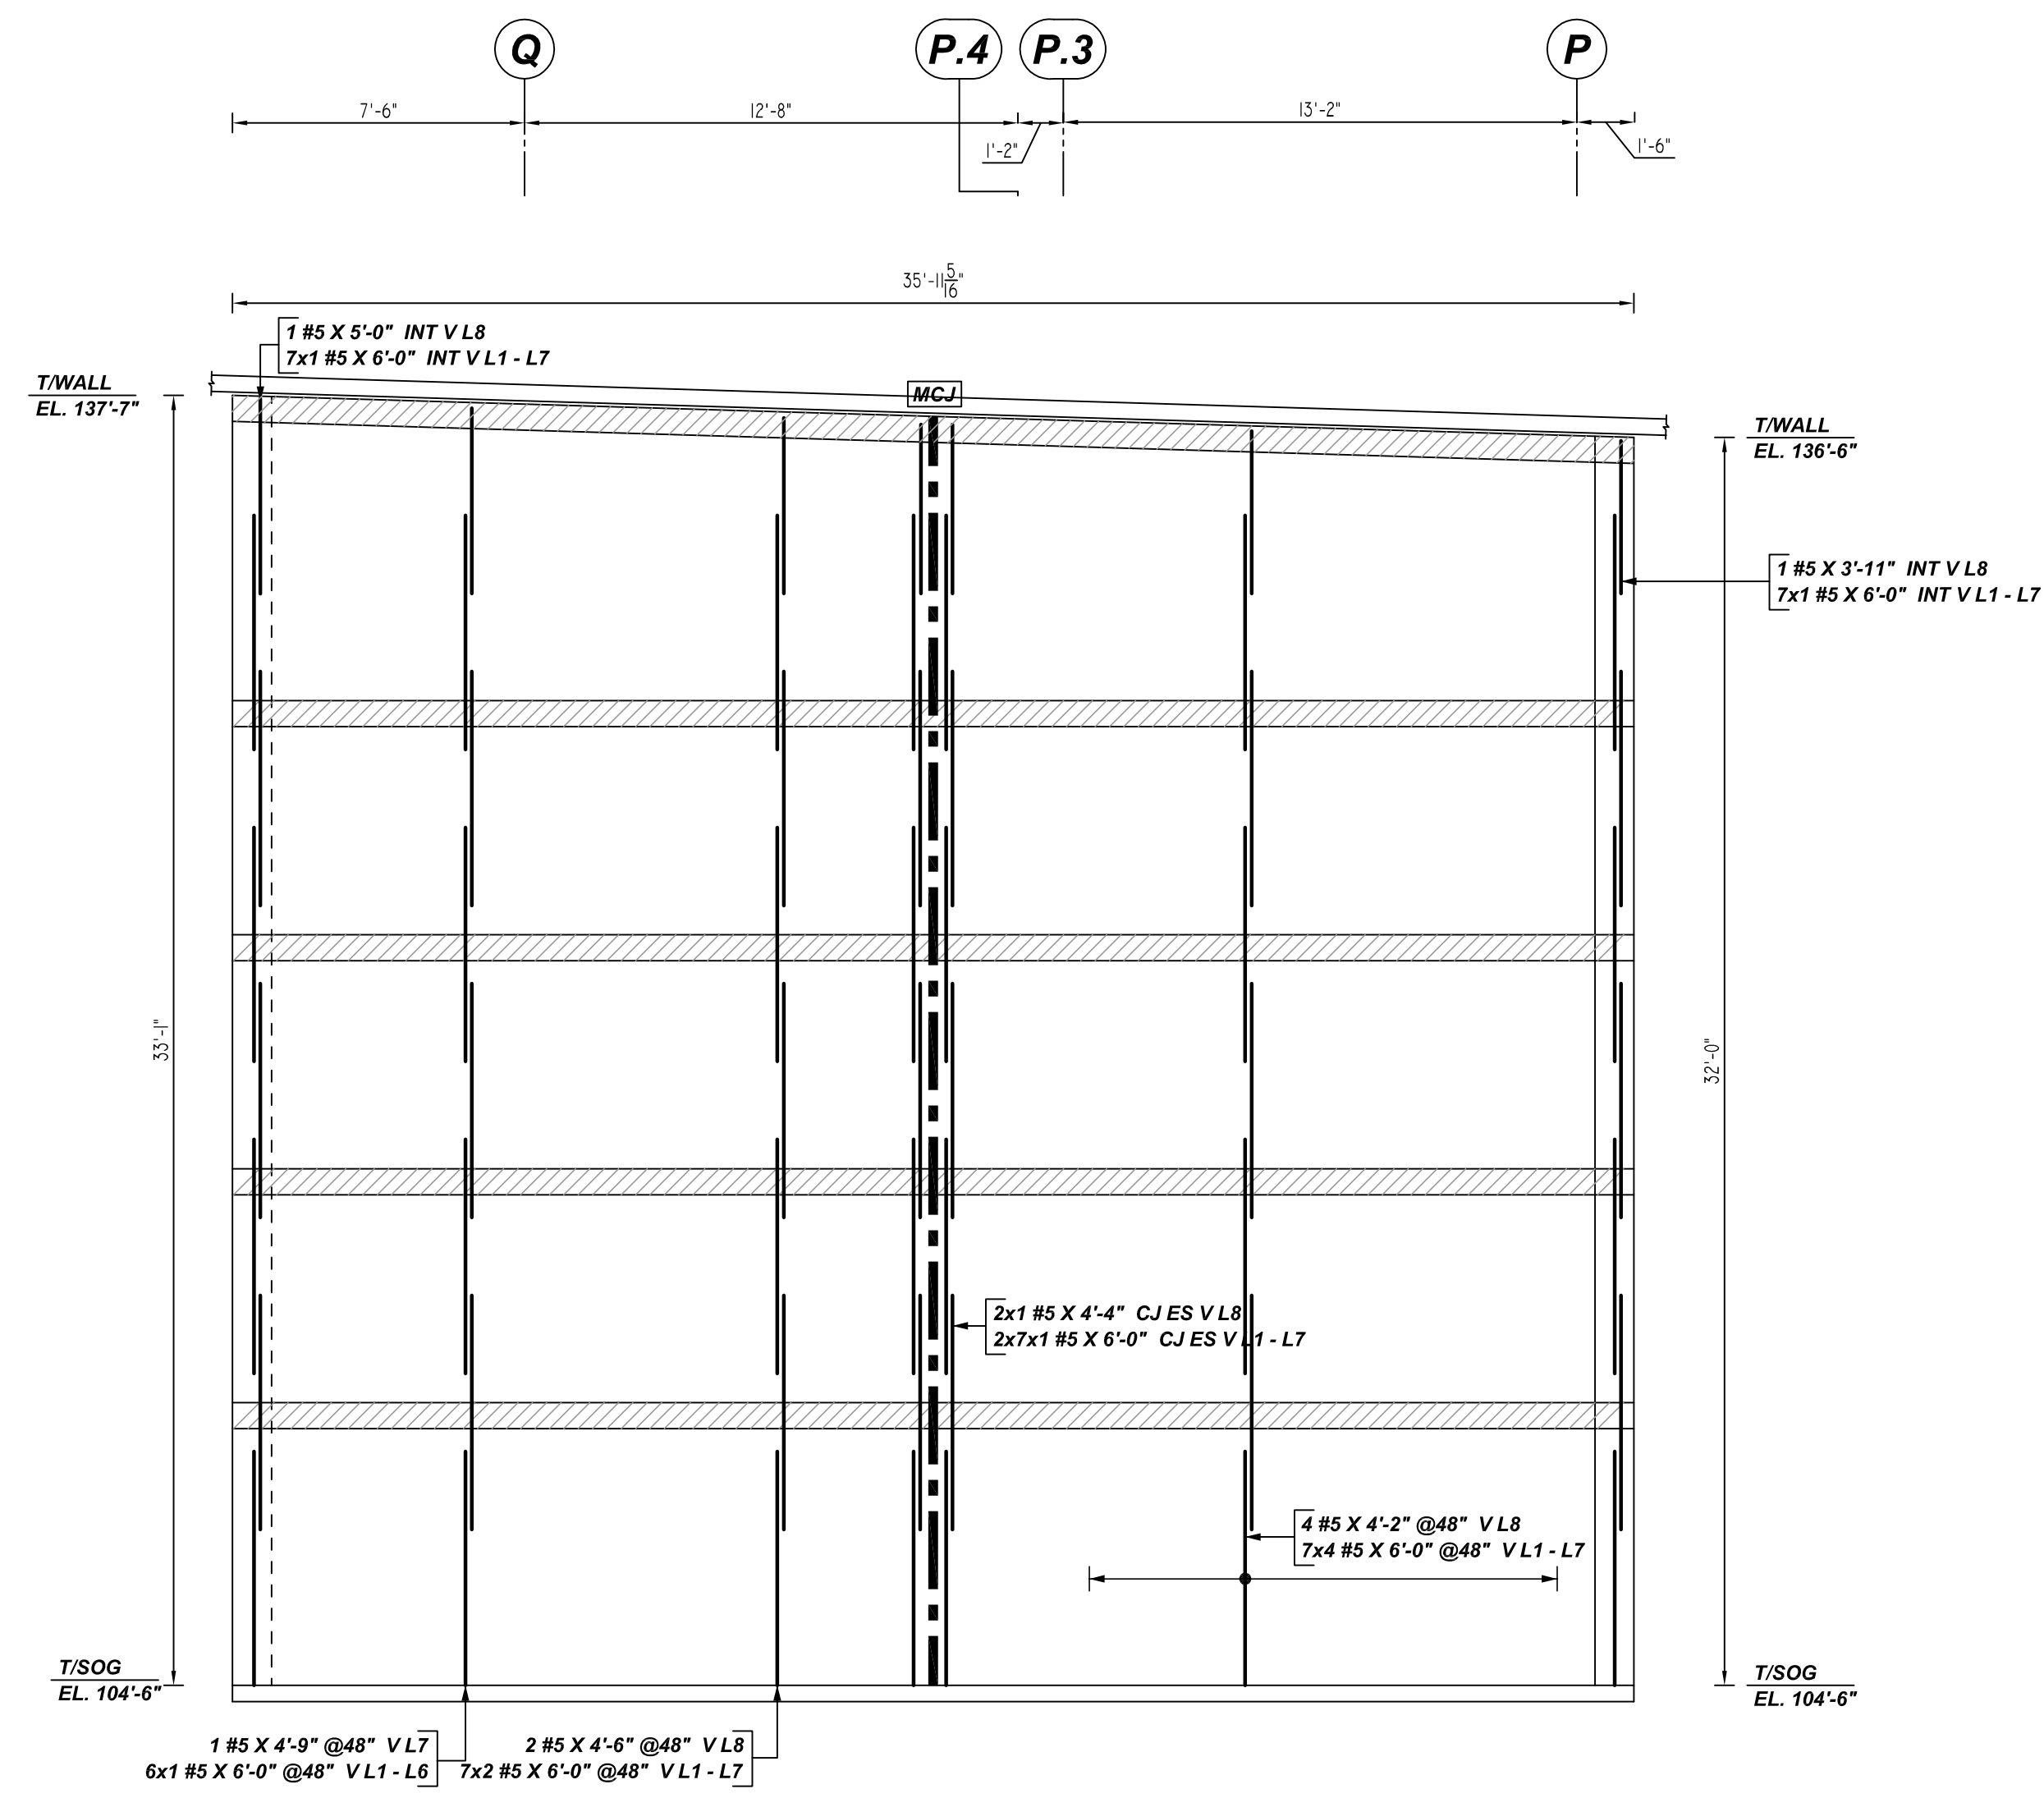 Q
P.4
P.3
P
7'-6"
12'-8"
13'-2"
1'-2"
1'-6"
35'-11 5/16"
1 #5 X 5'-0" INT V L8
7x1 #5 X 6'-0" INT V L1 - L7
T/WALL
EL. 137'-7"
MCJ
T/WALL
EL. 136'-6"
1 #5 X 3'-11" INT V L8
7x1 #5 X 6'-0" INT V L1 - L7
33'-1"
32'-0"
2x1 #5 X 4'-4" CJ ES V L8
2x7x1 #5 X 6'-0" CJ ES V L1 - L7
4 #5 X 4'-2" @48" V L8
7x4 #5 X 6'-0" @48" V L1 - L7
T/SOG
EL. 104'-6"
T/SOG
EL. 104'-6"
1 #5 X 4'-9" @48" V L7
6x1 #5 X 6'-0" @48" V L1 - L6
2 #5 X 4'-6" @48" V L8
7x2 #5 X 6'-0" @48" V L1 - L7